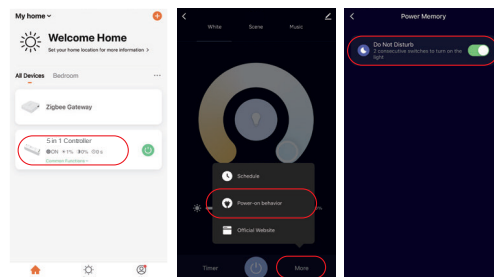 My home
Welcome Home
Set your home location for more information >
All Devices Bedroom ...
Zigbee Gateway
5 in 1 Controller
Common Functions
White Scene Music
Schedule
Power-on behavior
Official Website
Timer More
Power Memory
Do Not Disturb
2 consecutive switches to turn on the
light